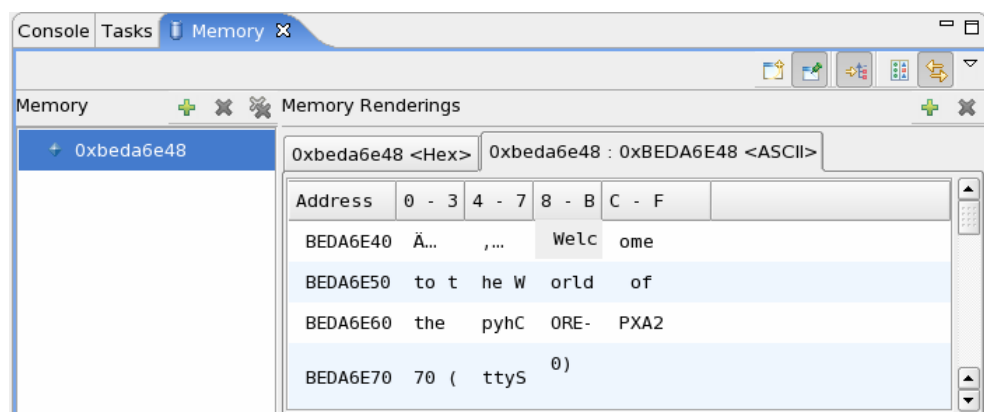 Console Tasks Memory
Memory Memory Renderings
0xbeda6e48
0xbeda6e48 <Hex> 0xbeda6e48 : 0xBEDA6E48 <ASCII>
Address 0 - 3 4 - 7 8 - B C - F
BEDA6E40 Ä... ,... Welc ome
BEDA6E50 to t he W orld of
BEDA6E60 the pyhC ORE- PXA2
BEDA6E70 70 ( ttyS 0)